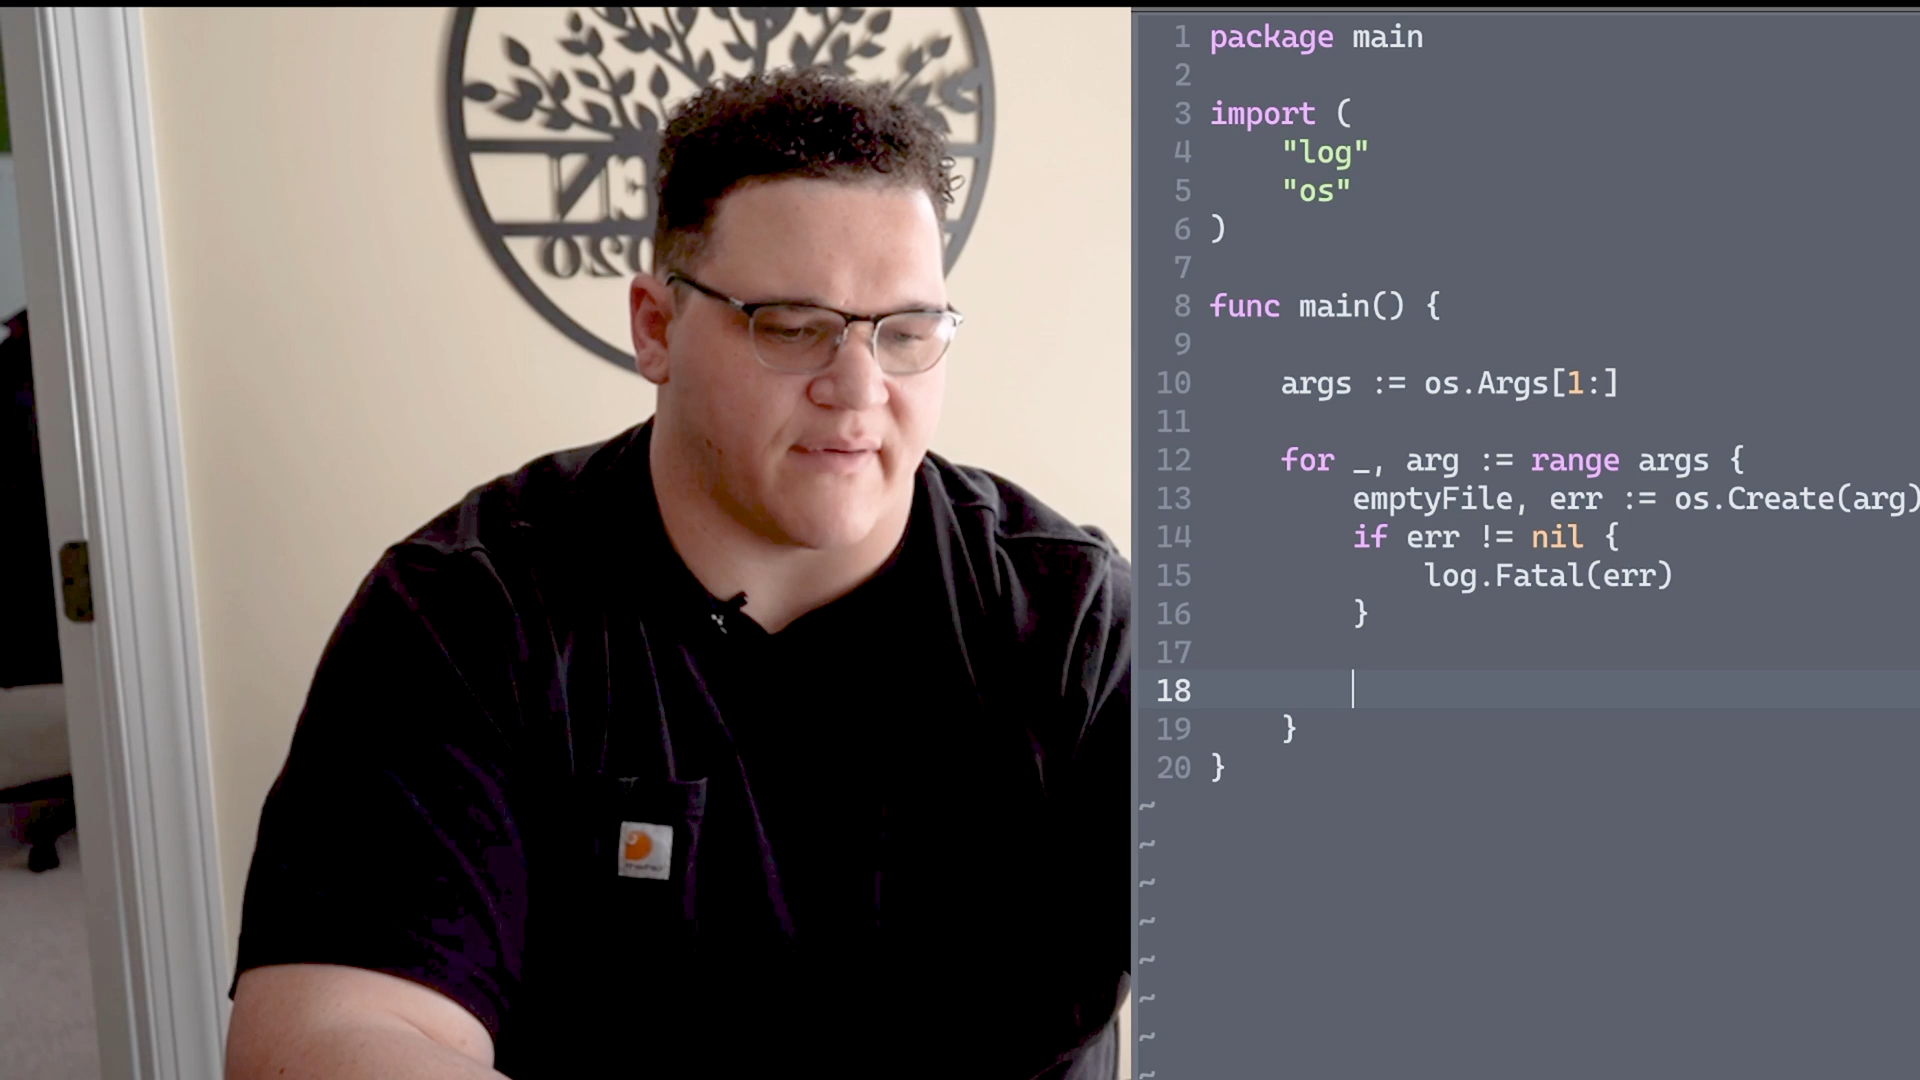 2020
1 package main
2
3 import (
4 "log"
5 "os"
6 )
7
8 func main() {
9
10 args := os.Args[1:]
11
12 for _, arg := range args {
13 emptyFile, err := os.Create(arg)
14 if err != nil {
15 log.Fatal(err)
16 }
17
18
19 }
20 }
~
~
~
~
~
~
~
~